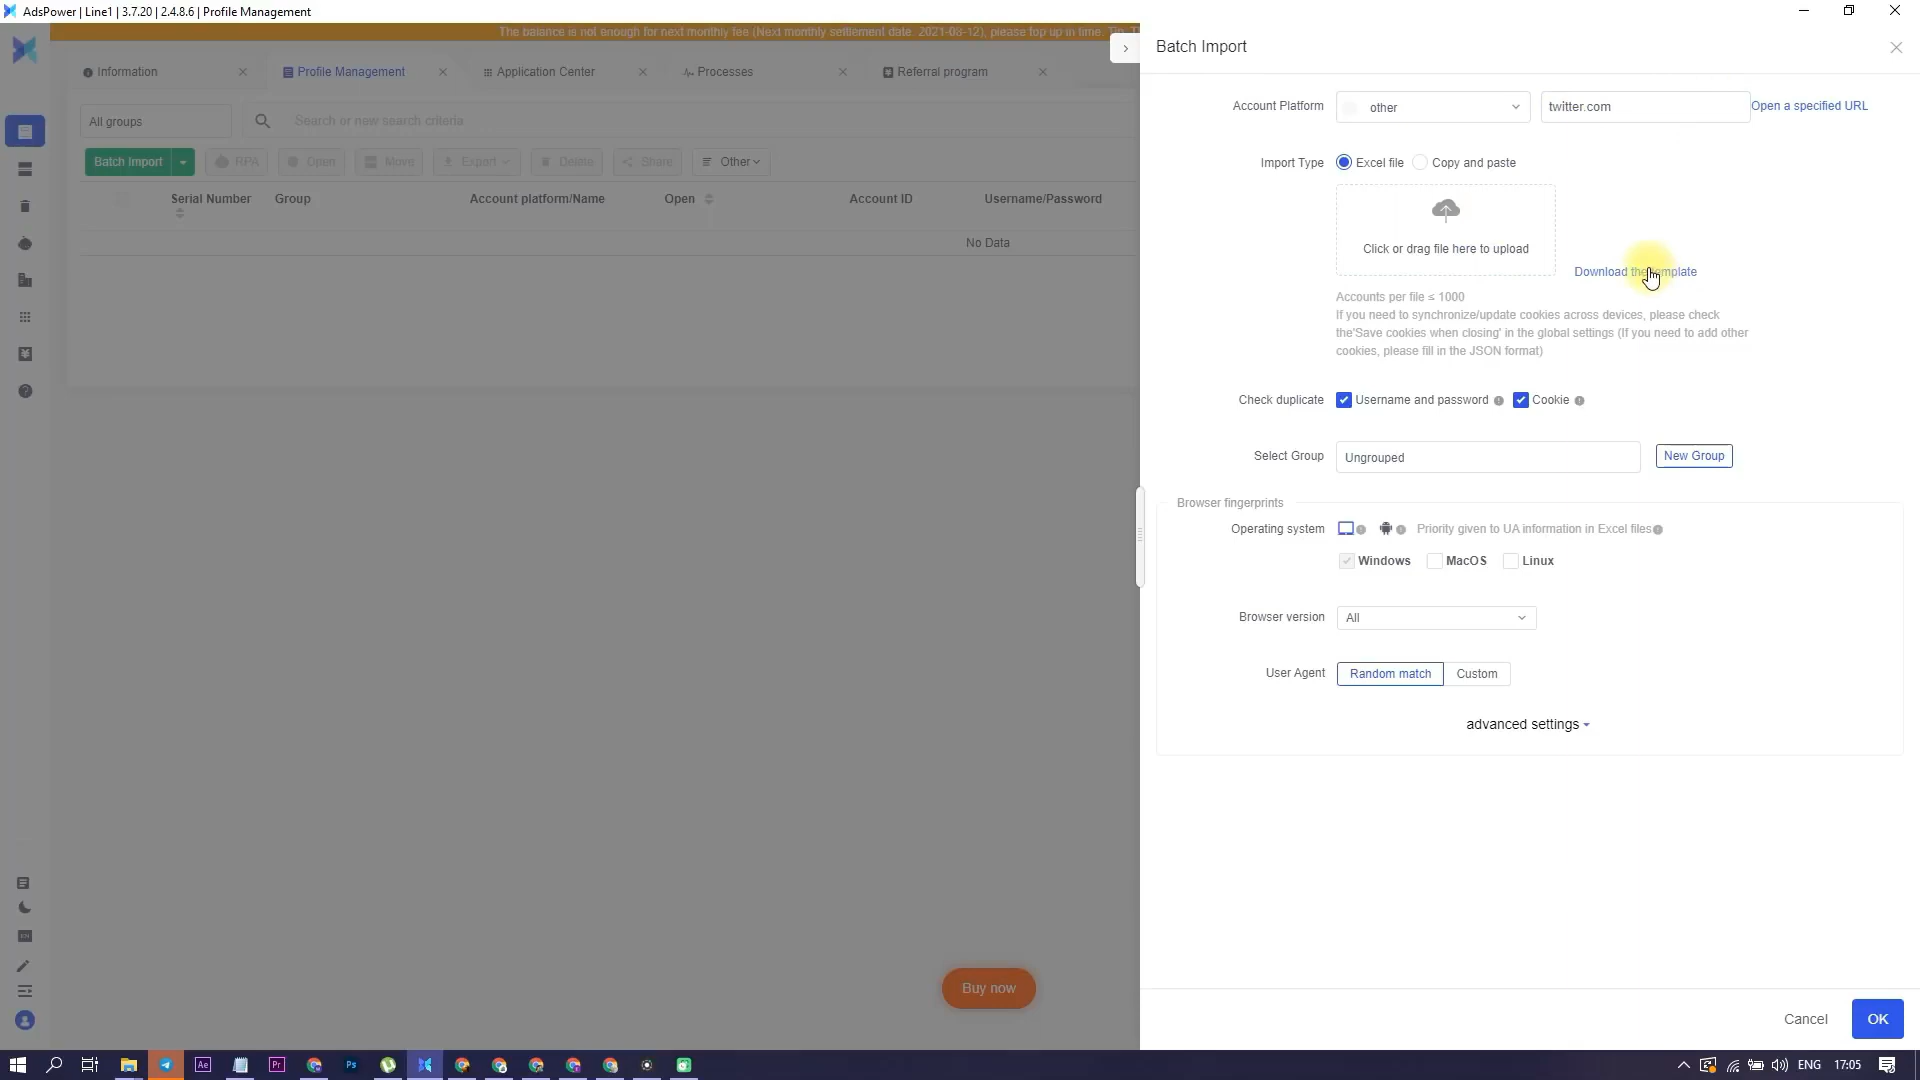 AdsPower | Line1 | 3.7.20 | 2.4.8.6 | Profile Management
The balance is not enough for next monthly fee (Next monthly settlement date: 2021-08-12), please top up in time.
Information
Profile Management
Application Center
Processes
Referral program
All groups
Search or new search criteria
Batch Import
RPA
Open
Move
Export
Delete
Share
Other
Serial Number
Group
Account platform/Name
Open
Account ID
Username/Password
No Data
Buy now
Batch Import
Account Platform
other
twitter.com
Open a specified URL
Import Type
Excel file
Copy and paste
Click or drag file here to upload
Download the template
Accounts per file ≤ 1000
If you need to synchronize/update cookies across devices, please check
the'Save cookies when closing' in the global settings (If you need to add other
cookies, please fill in the JSON format)
Check duplicate
Username and password
Cookie
Select Group
Ungrouped
New Group
Browser fingerprints
Operating system
Priority given to UA information in Excel files
Windows
MacOS
Linux
Browser version
All
User Agent
Random match
Custom
advanced settings
Cancel
OK
Ae
Pr
Ps
ENG
17:05